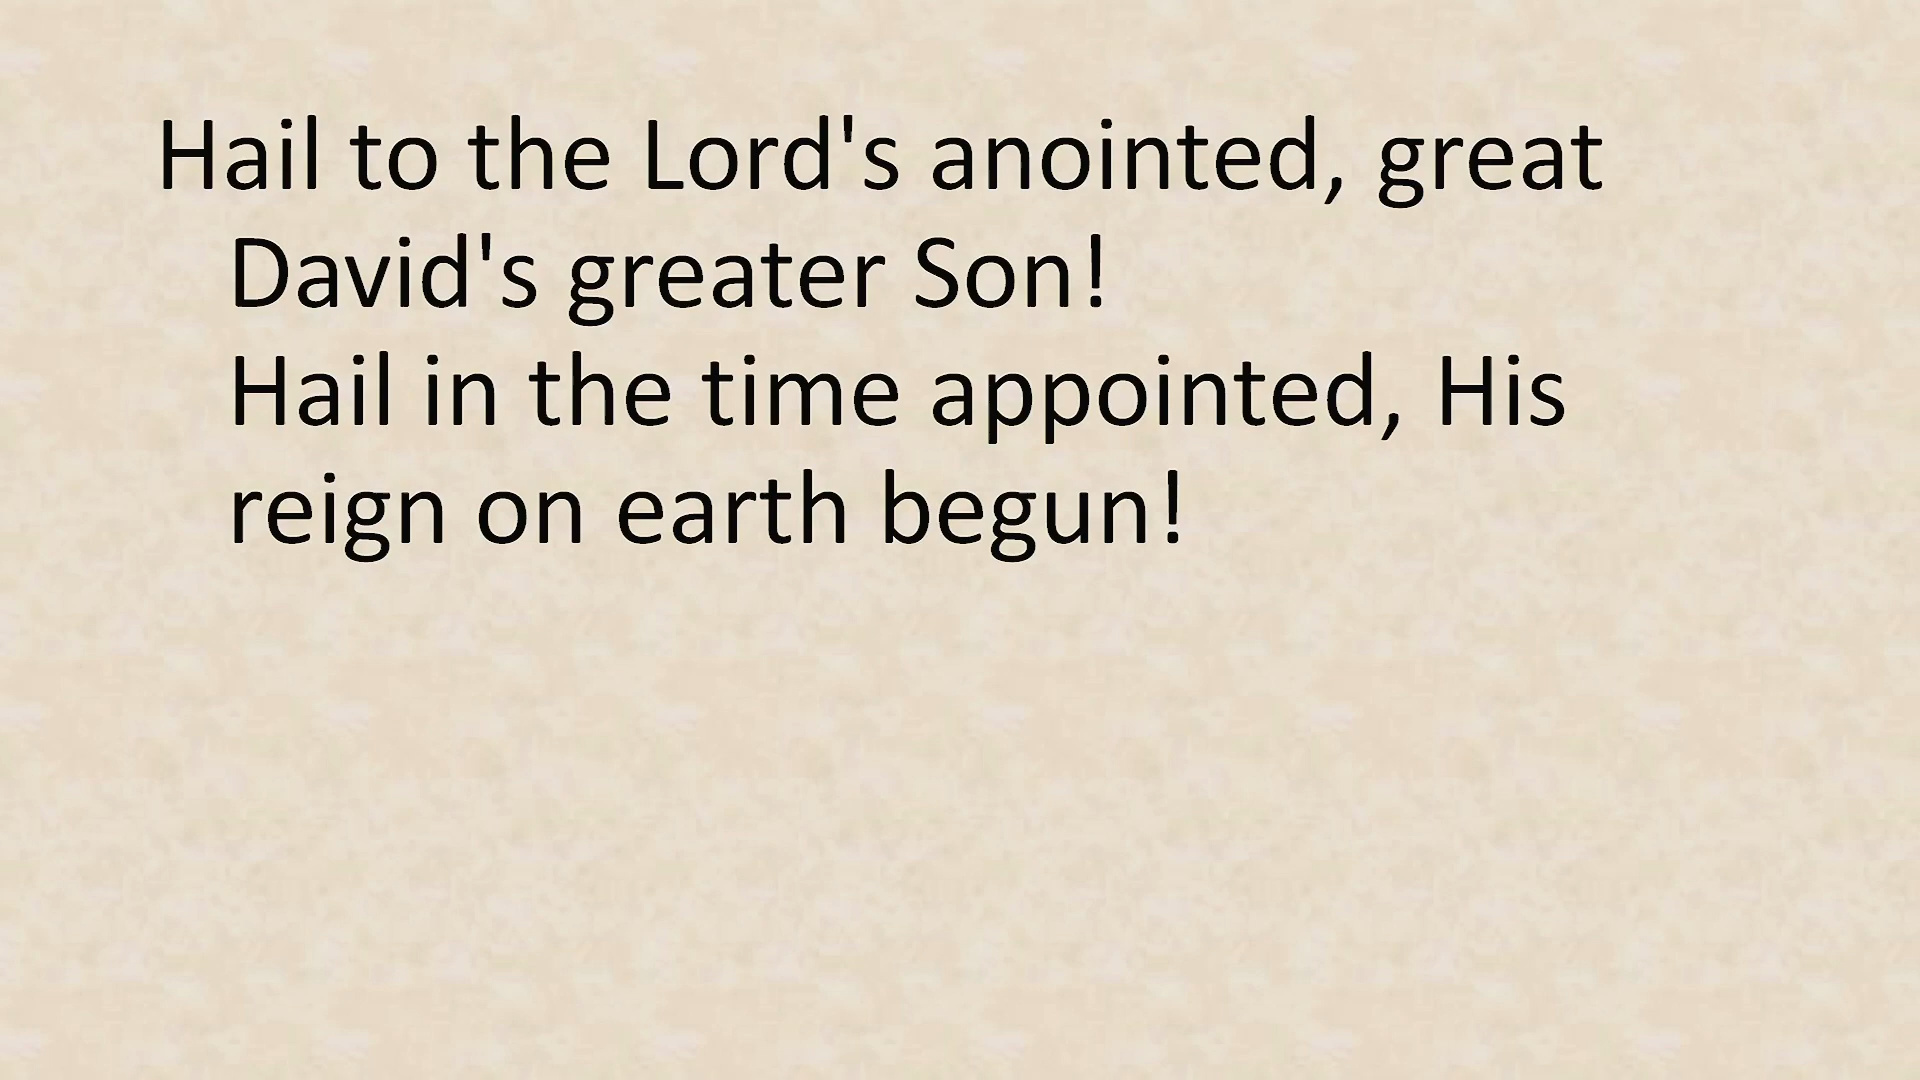 Hail to the Lord's anointed, great
David's greater Son!
Hail in the time appointed, His
reign on earth begun!